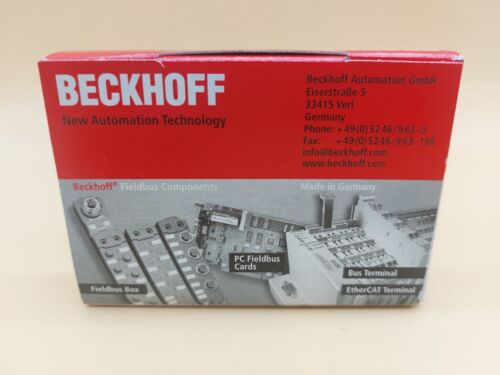 BECKHOFF
New Automation Technology
Beckhoff Automation GmbH
Eiserstraße 5
33415 Verl
Germany
Phone: +49(0)5246/963-0
Fax: +49(0)5246/963-198
info@beckhoff.com
www.beckhoff.com
Beckhoff® Fieldbus Components
Made in Germany
Fieldbus Box
PC Fieldbus
Cards
Bus Terminal
EtherCAT Terminal